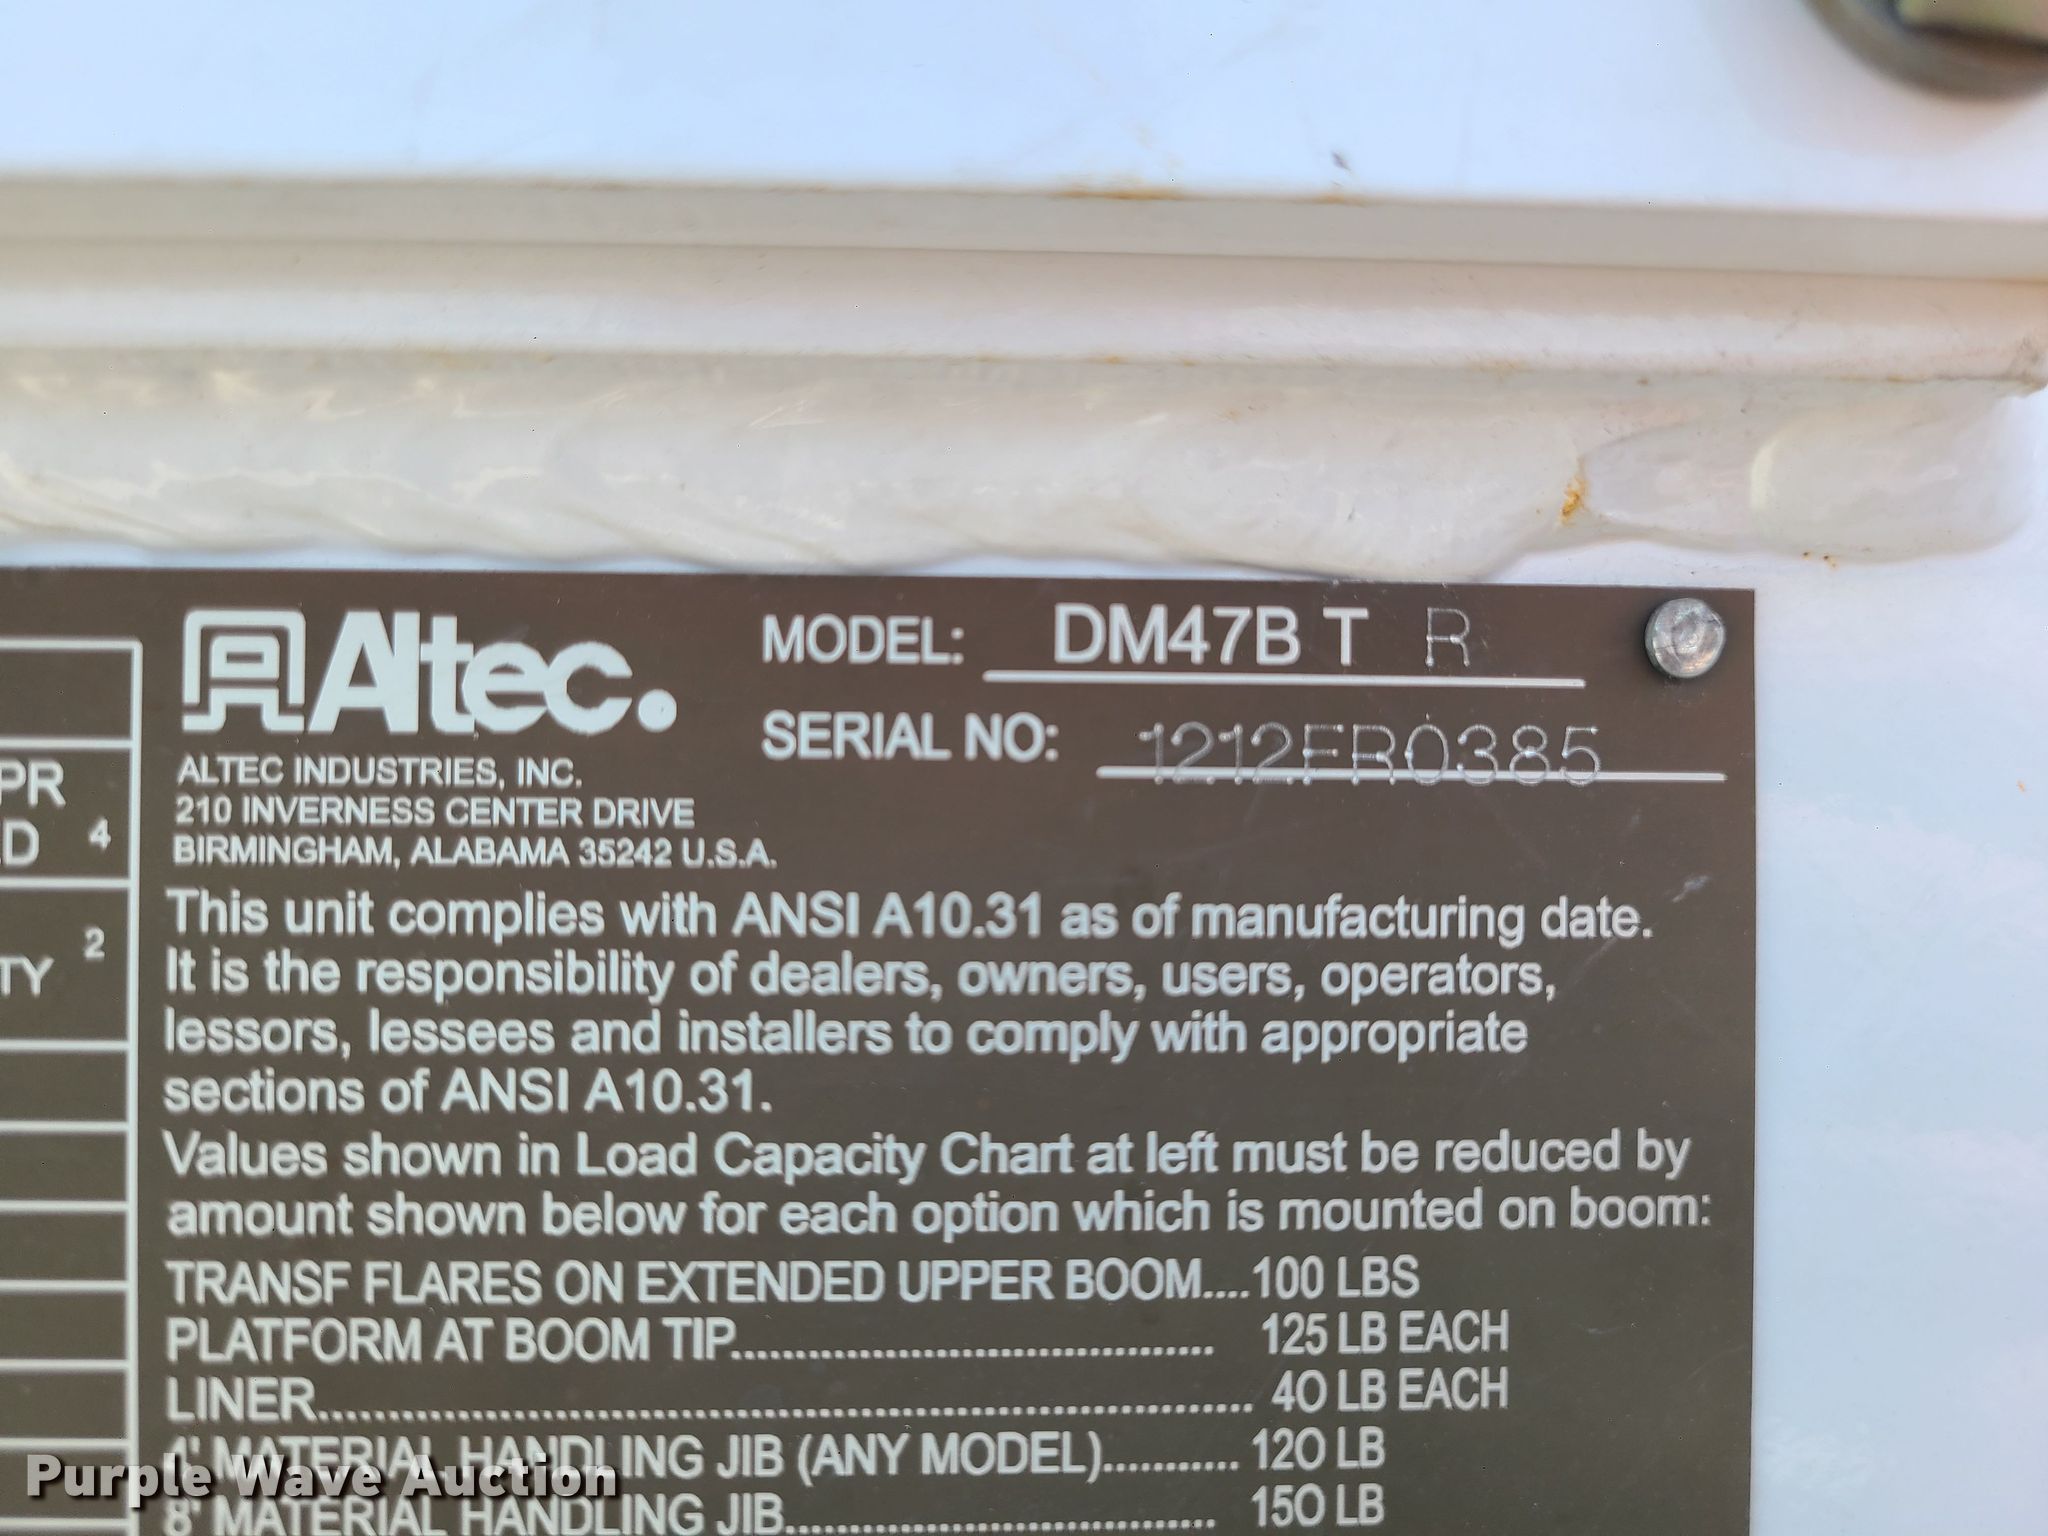 Altec.
MODEL: DM47B T R
SERIAL NO: 1212FR0385
ALTEC INDUSTRIES, INC.
210 INVERNESS CENTER DRIVE
BIRMINGHAM, ALABAMA 35242 U.S.A.
PR
D 4
TY 2
This unit complies with ANSI A10.31 as of manufacturing date.
It is the responsibility of dealers, owners, users, operators,
lessors, lessees and installers to comply with appropriate
sections of ANSI A10.31.
Values shown in Load Capacity Chart at left must be reduced by
amount shown below for each option which is mounted on boom:
TRANSF FLARES ON EXTENDED UPPER BOOM....100 LBS
PLATFORM AT BOOM TIP...................................... 125 LB EACH
LINER.......................................................................... 40 LB EACH
MATERIAL HANDLING JIB (ANY MODEL)........... 120 LB
8' MATERIAL HANDLING JIB.................................. 150 LB
Purple Wave Auction